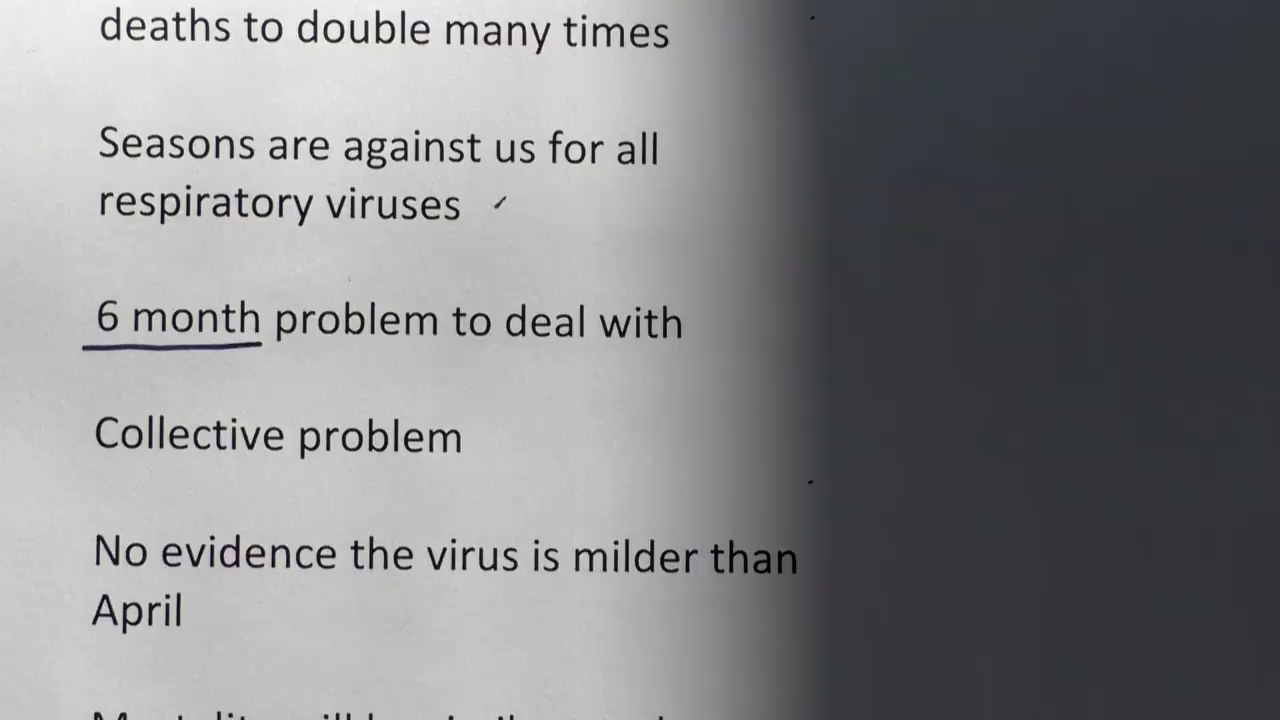 deaths to double many times
Seasons are against us for all
respiratory viruses
6 month problem to deal with
Collective problem
No evidence the virus is milder than
April